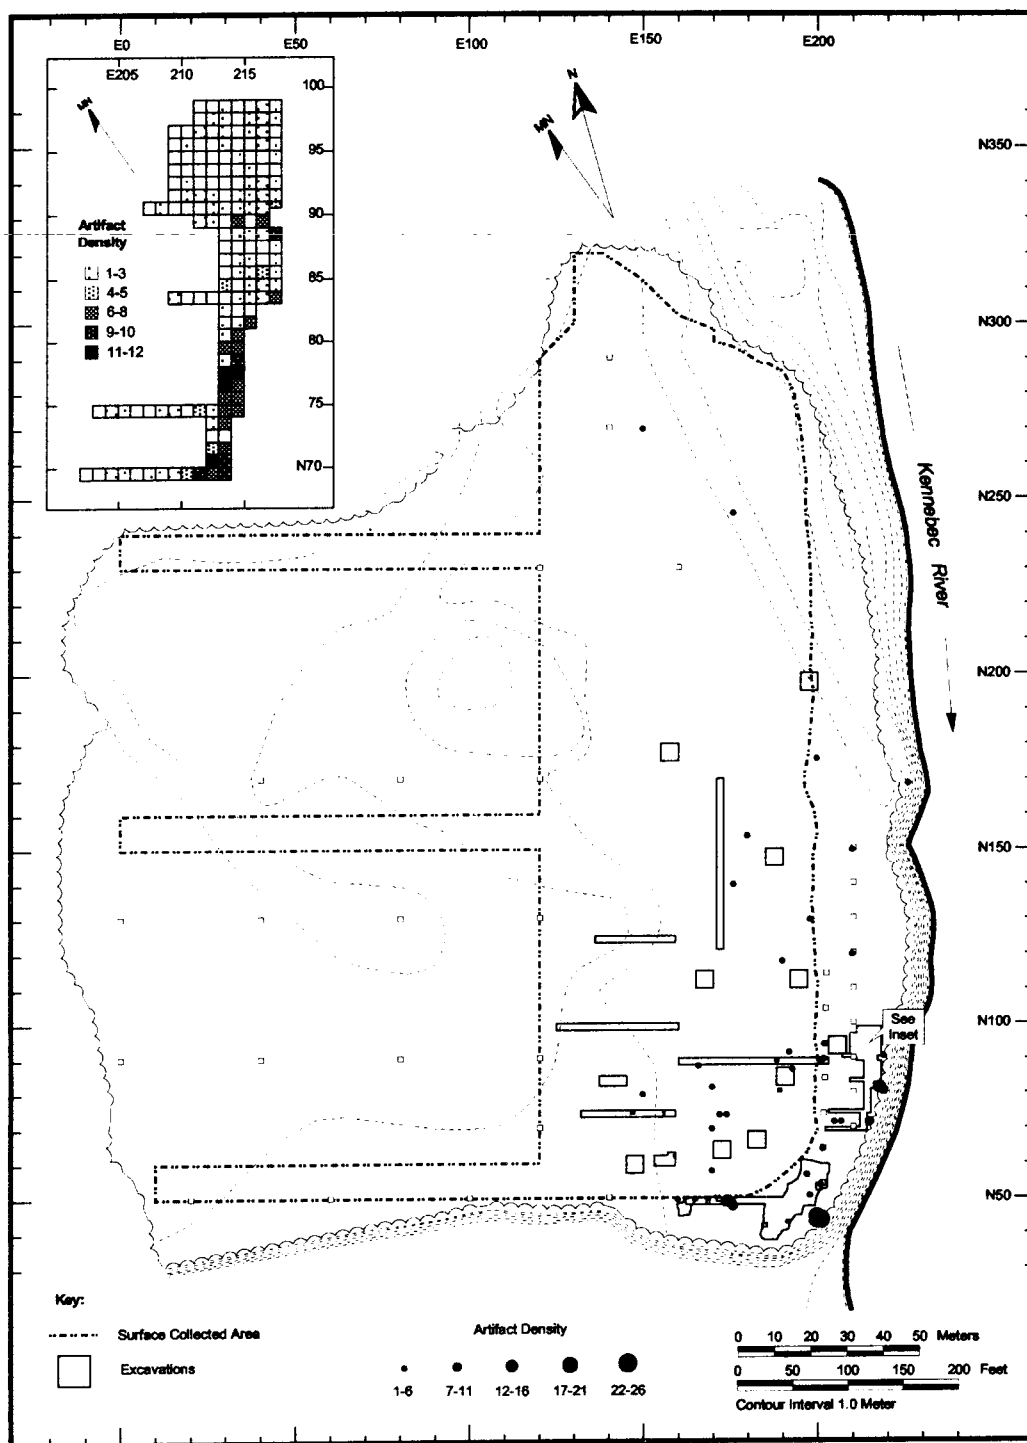 E0 E50 E100 E150 E200
E205 210 215
100
95
90
85
80
75
N70
MN
Artifact
Density
1-3
4-5
6-8
9-10
11-12
N
MN
N350
N300
N250
N200
N150
N100
N50
Kennebec River
See
Inset
Key:
Surface Collected Area
Excavations
Artifact Density
1-6 7-11 12-16 17-21 22-26
0 10 20 30 40 50 Meters
0 50 100 150 200 Feet
Contour Interval 1.0 Meter